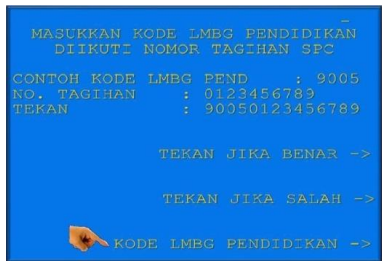 MASUKKAN KODE LMBG PENDIDIKAN
DIIKUTI NOMOR TAGIHAN SPC
CONTOH KODE LMBG PEND : 9005
NO. TAGIHAN : 0123456789
TEKAN : 90050123456789
TEKAN JIKA BENAR ->
TEKAN JIKA SALAH ->
KODE LMBG PENDIDIKAN ->